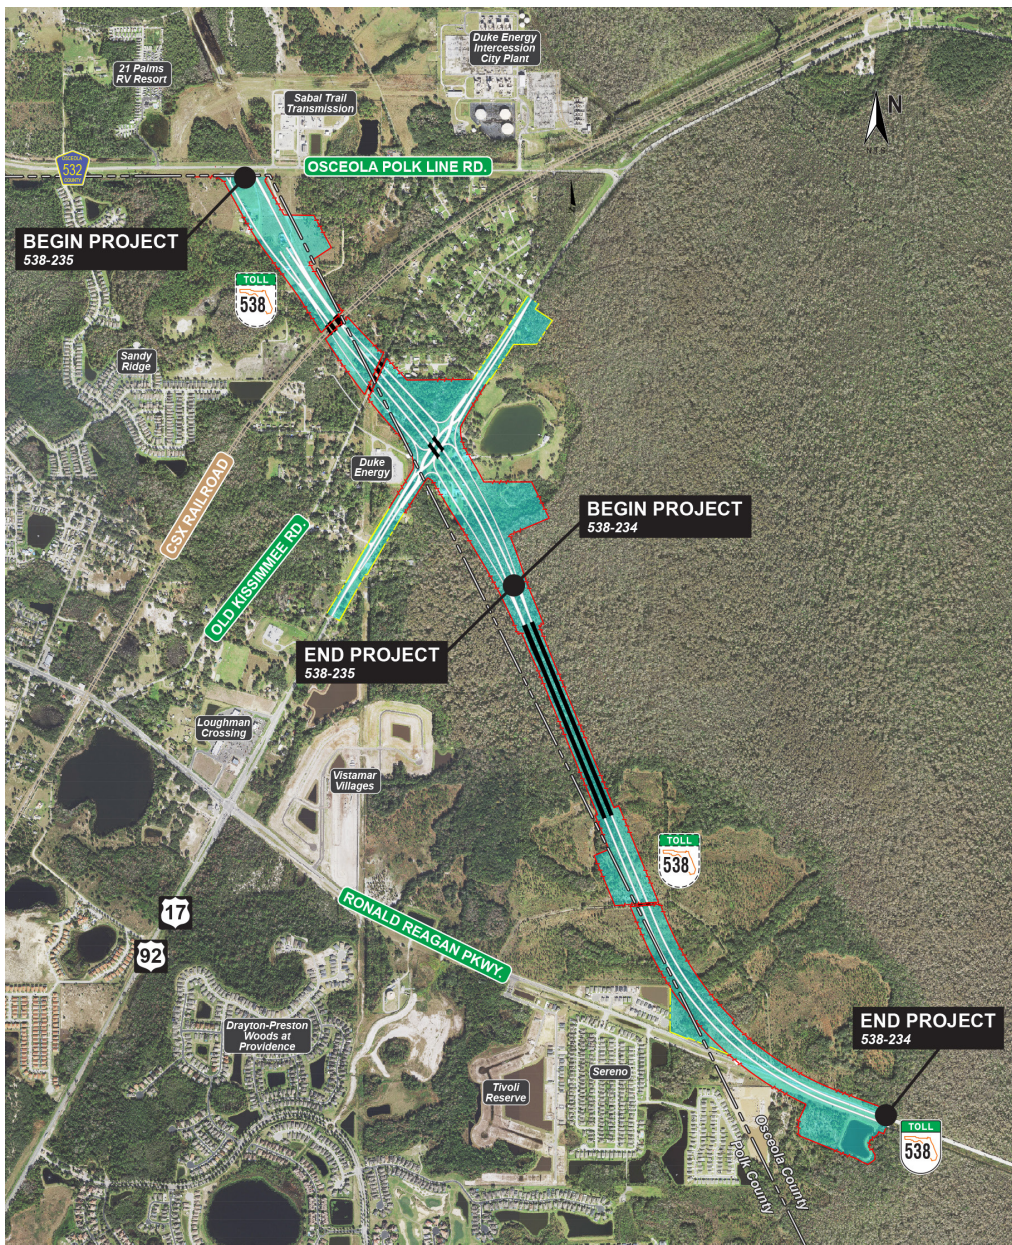 Duke Energy
Intercession
City Plant
21 Palms
RV Resort
Sabal Trail
Transmission
N
OSCEOLA
532
COUNTY
OSCEOLA POLK LINE RD.
BEGIN PROJECT
538-235
TOLL
538
Sandy
Ridge
Duke
Energy
CSX RAILROAD
BEGIN PROJECT
538-234
OLD KISSIMMEE RD.
END PROJECT
538-235
Loughman
Crossing
Vistamar
Villages
TOLL
538
17
92
RONALD REAGAN PKWY.
Drayton-Preston
Woods at
Providence
END PROJECT
538-234
Sereno
Tivoli
Reserve
TOLL
538
Osceola County
Polk County